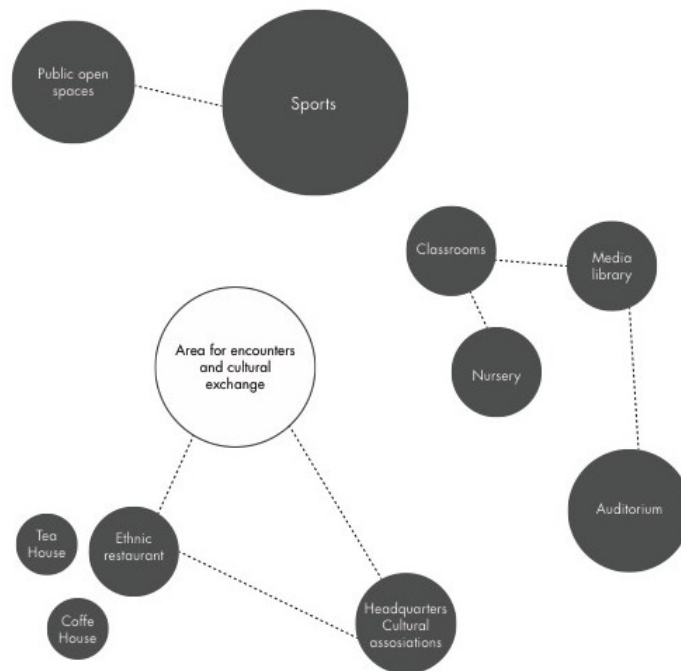 Public open
spaces
Sports
Classrooms
Media
library
Area for encounters
and cultural
exchange
Nursery
Auditorium
Tea
House
Ethnic
restaurant
Coffe
House
Headquarters
Cultural
assosiations